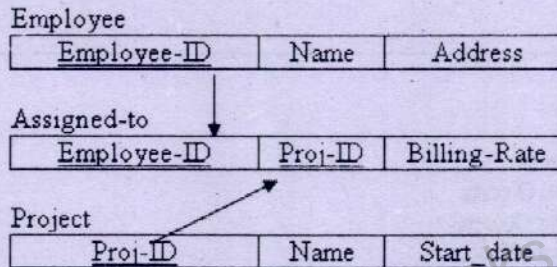 Employee
Employee-ID Name Address
Assigned-to
Employee-ID Proj-ID Billing-Rate
Project
Proj-ID Name Start_date